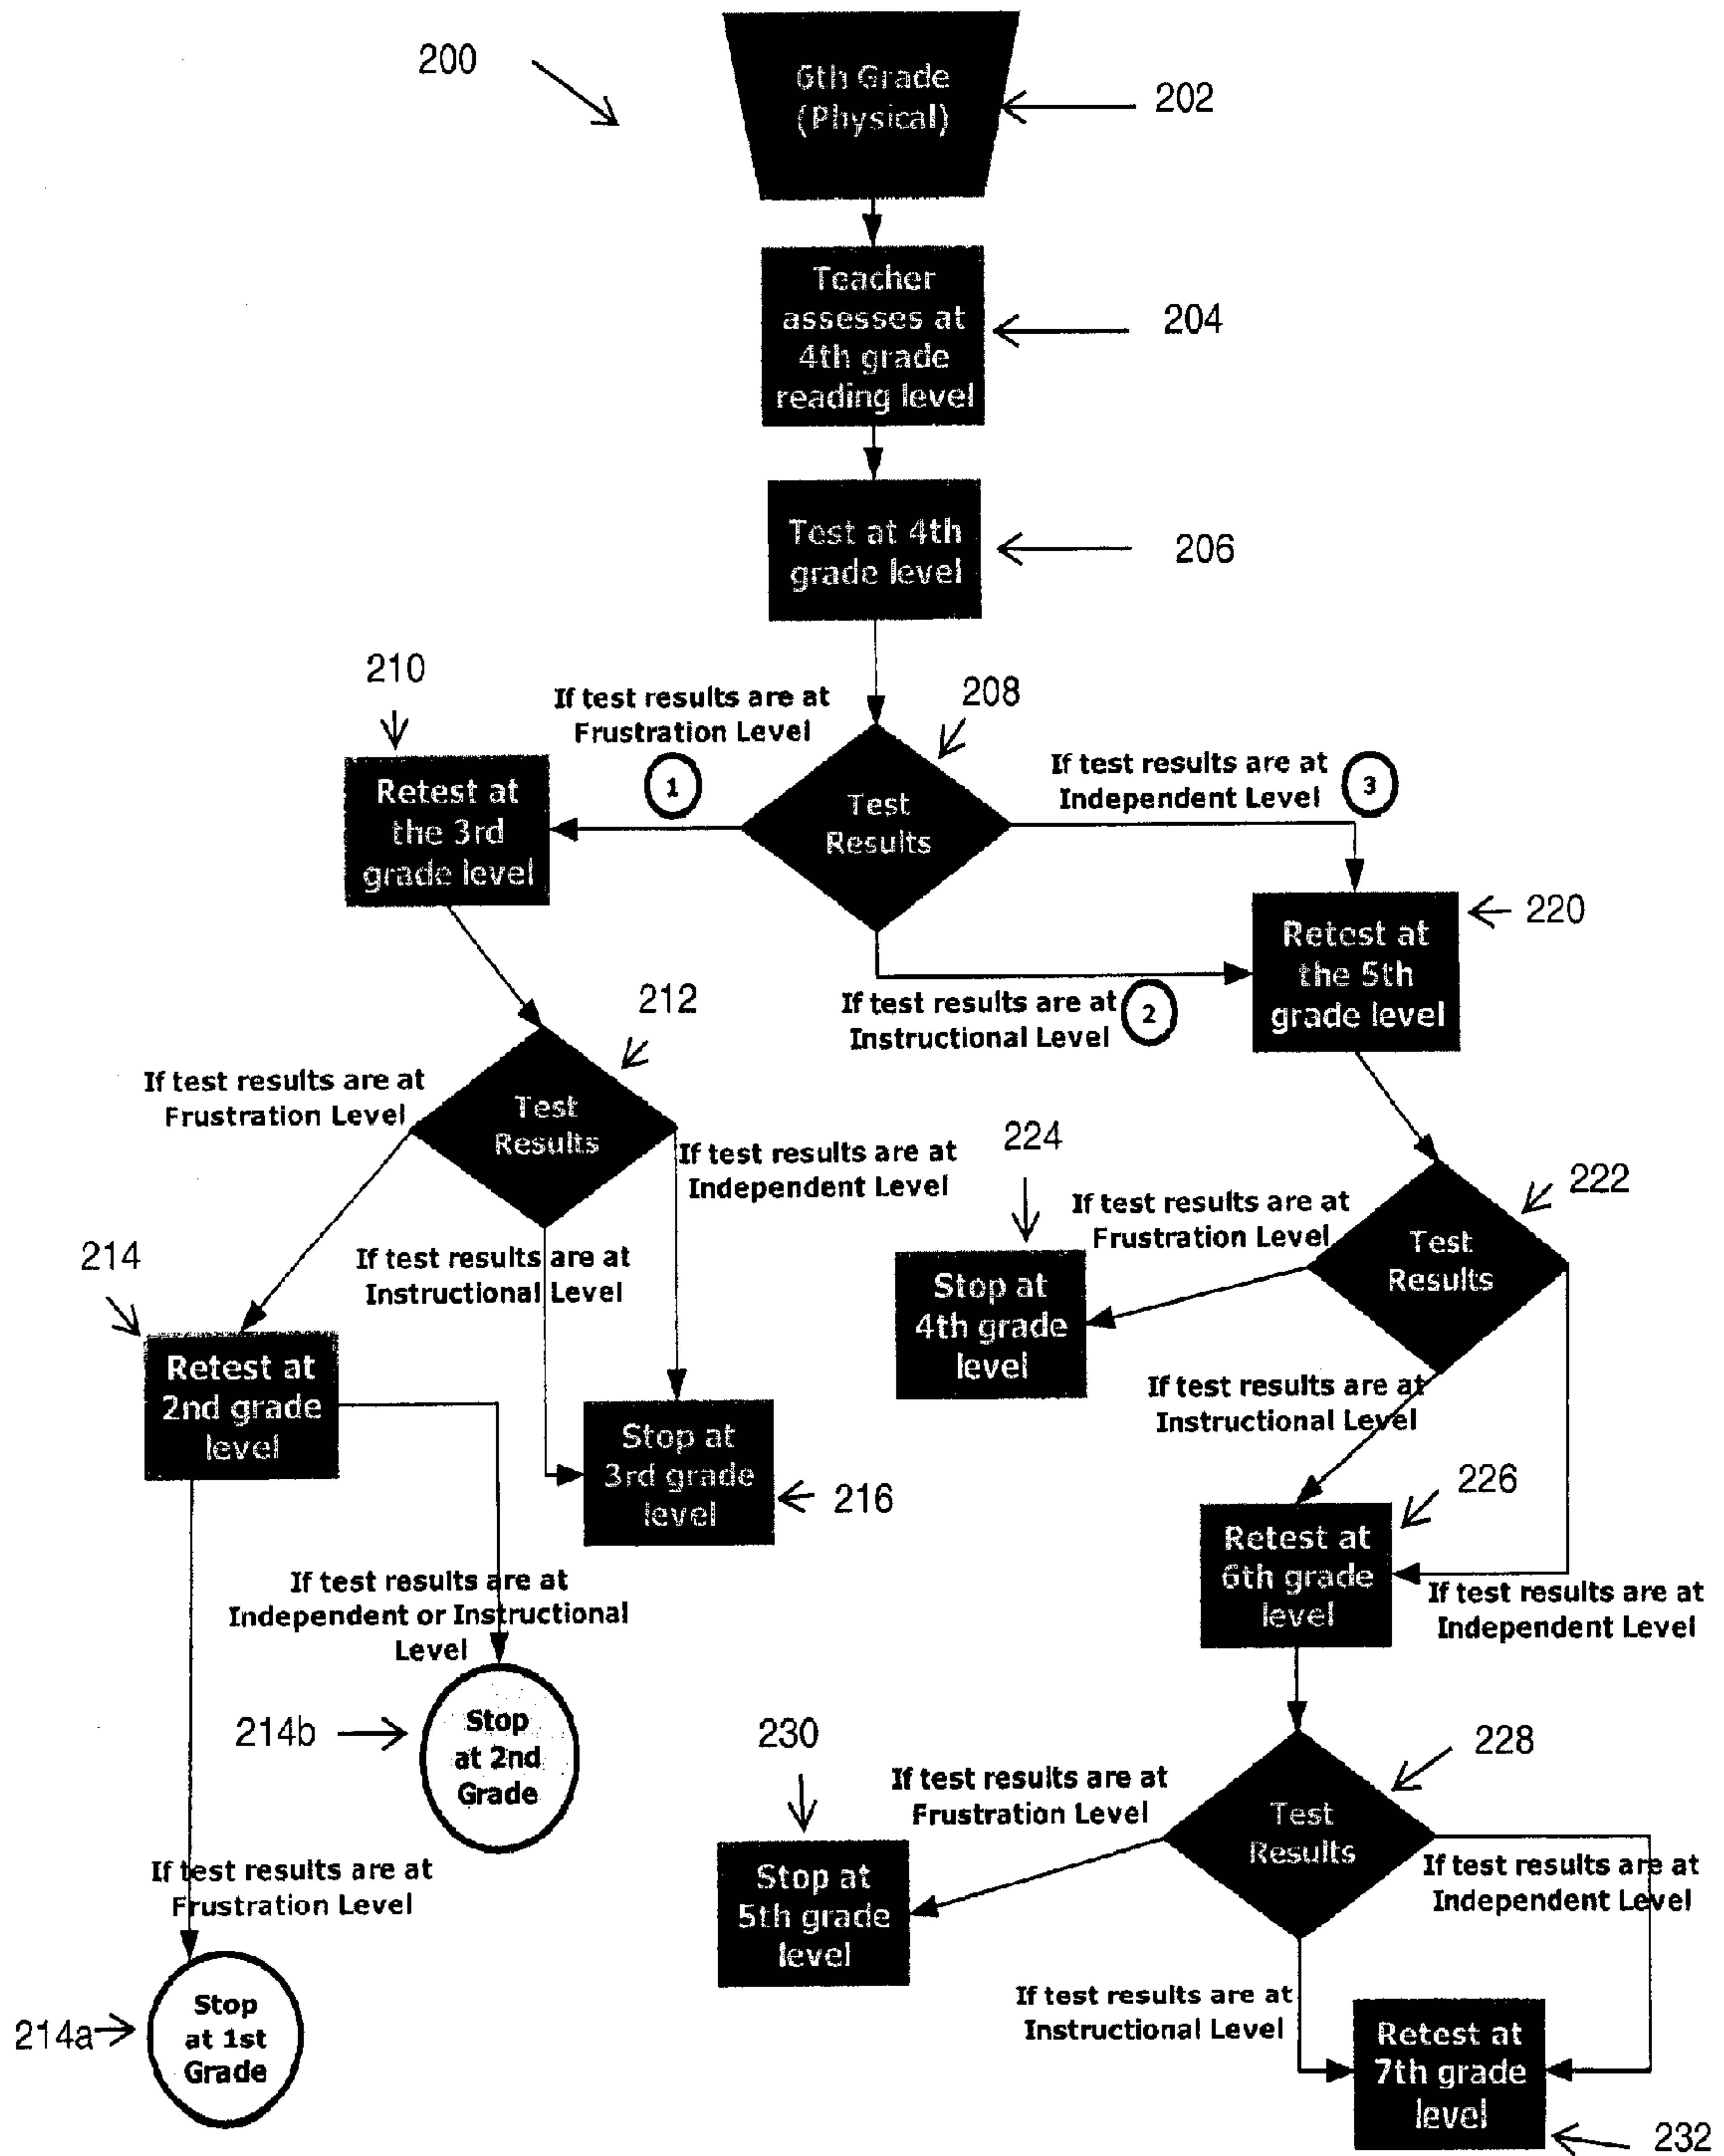 200
6th Grade
(Physical)
202
Teacher
assesses at
4th grade
reading level
204
Test at 4th
grade level
206
210
If test results are at
Frustration Level
208
1
If test results are at
Independent Level
3
Retest at
the 3rd
grade level
Test
Results
220
Retest at
the 5th
grade level
If test results are at
Instructional Level
2
212
If test results are at
Frustration Level
Test
Results
If test results are at
Independent Level
224
222
If test results are at
Frustration Level
Test
Results
214
If test results are at
Instructional Level
Stop at
4th grade
level
Retest at
2nd grade
level
If test results are at
Instructional Level
Stop at
3rd grade
level
216
226
Retest at
6th grade
level
If test results are at
Independent Level
If test results are at
Independent or Instructional
Level
214b
Stop
at 2nd
Grade
230
228
If test results are at
Frustration Level
Test
Results
If test results are at
Independent Level
If test results are at
Frustration Level
Stop at
5th grade
level
If test results are at
Instructional Level
214a
Stop
at 1st
Grade
Retest at
7th grade
level
232